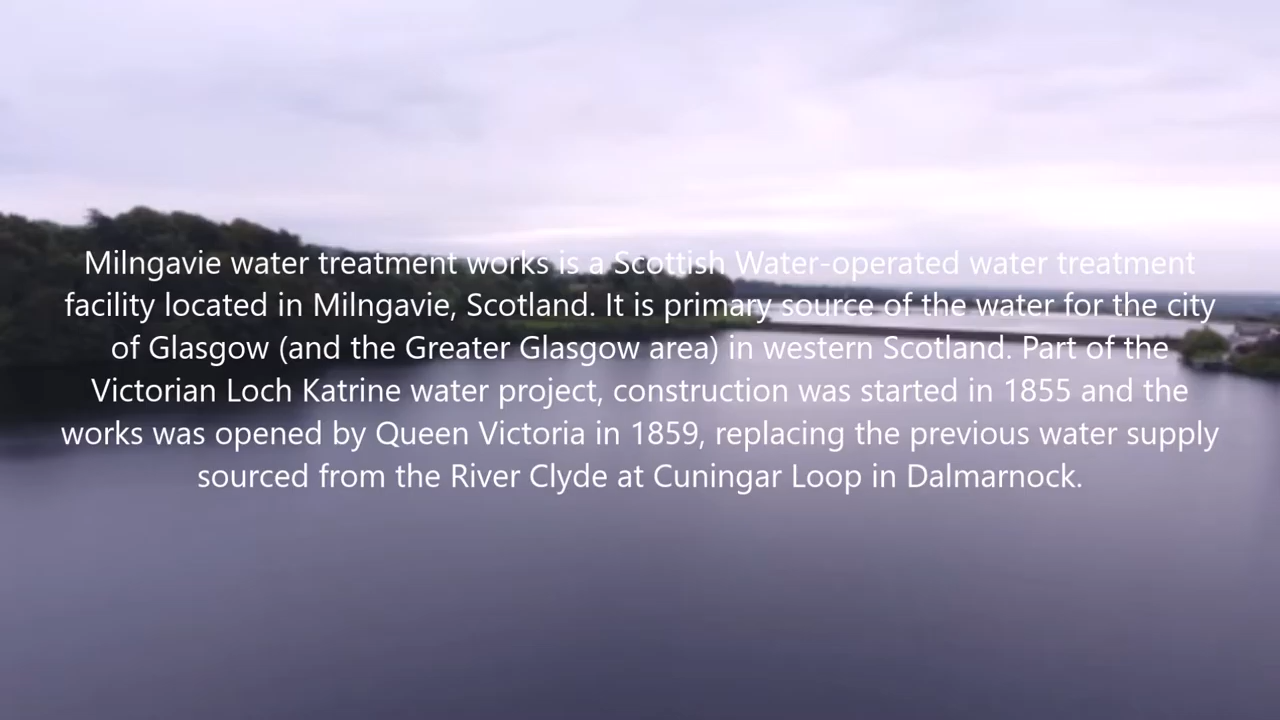 Milngavie water treatment works is a Scottish Water-operated water treatment
facility located in Milngavie, Scotland. It is primary source of the water for the city
of Glasgow (and the Greater Glasgow area) in western Scotland. Part of the
Victorian Loch Katrine water project, construction was started in 1855 and the
works was opened by Queen Victoria in 1859, replacing the previous water supply
sourced from the River Clyde at Cuningar Loop in Dalmarnock.